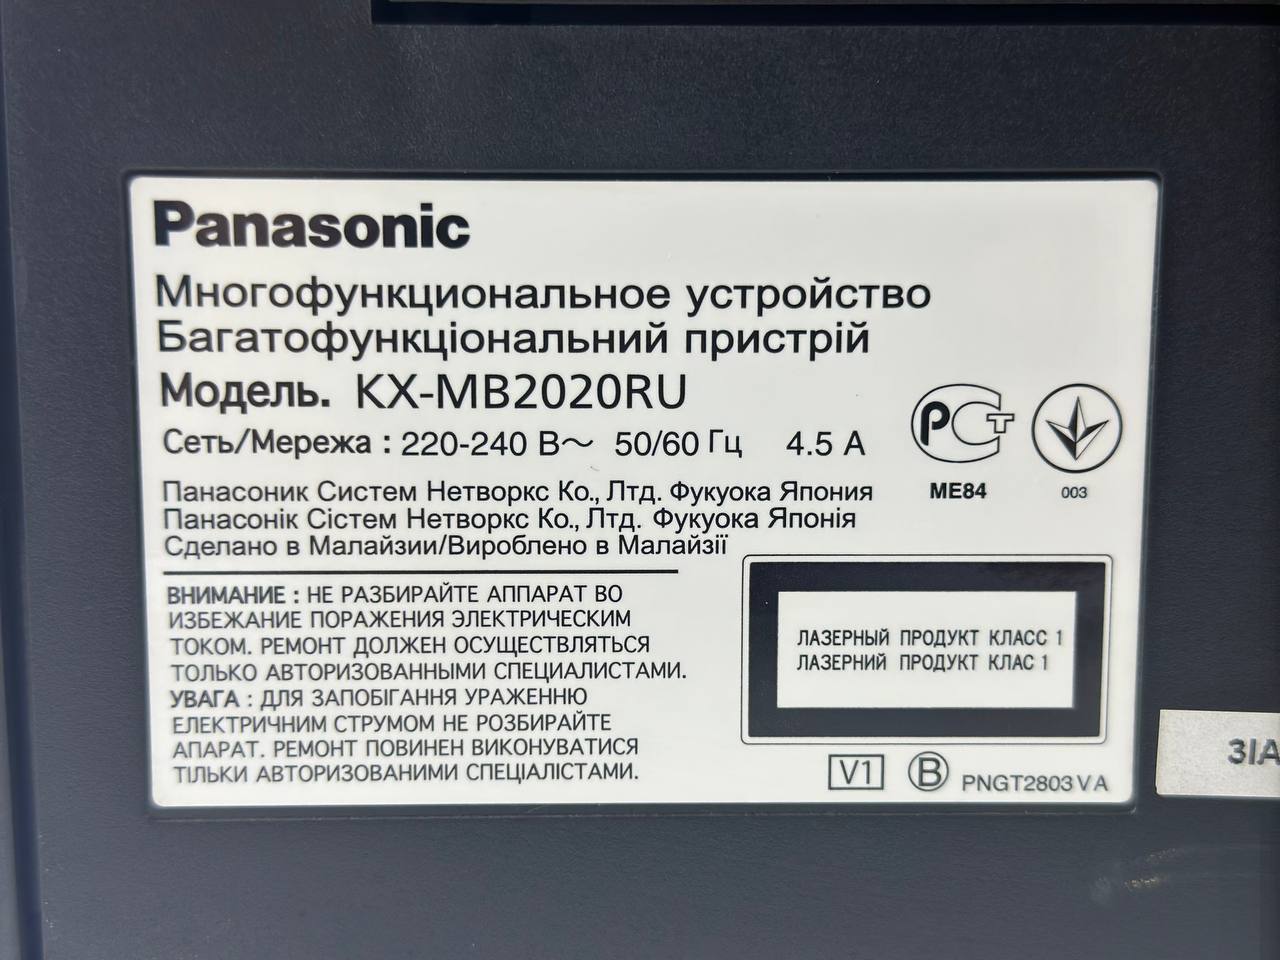 Panasonic
Многофункциональное устройство
Багатофункціональний пристрій
Модель. KX-MB2020RU
Сеть/Мережа : 220-240 В~ 50/60 Гц 4.5 А
РСТ
ME84
003
Панасоник Систем Нетворкс Ко., Лтд. Фукуока Япония
Панасонік Сістем Нетворкс Ко., Лтд. Фукуока Японія
Сделано в Малайзии/Вироблено в Малайзії
ВНИМАНИЕ : НЕ РАЗБИРАЙТЕ АППАРАТ ВО
ИЗБЕЖАНИЕ ПОРАЖЕНИЯ ЭЛЕКТРИЧЕСКИМ
ТОКОМ. РЕМОНТ ДОЛЖЕН ОСУЩЕСТВЛЯТЬСЯ
ТОЛЬКО АВТОРИЗОВАННЫМИ СПЕЦИАЛИСТАМИ.
УВАГА : ДЛЯ ЗАПОБІГАННЯ УРАЖЕННЮ
ЕЛЕКТРИЧНИМ СТРУМОМ НЕ РОЗБИРАЙТЕ
АПАРАТ. РЕМОНТ ПОВИНЕН ВИКОНУВАТИСЯ
ТІЛЬКИ АВТОРИЗОВАНИМИ СПЕЦІАЛІСТАМИ.
ЛАЗЕРНЫЙ ПРОДУКТ КЛАСС 1
ЛАЗЕРНИЙ ПРОДУКТ КЛАС 1
V1 B PNGT2803VA